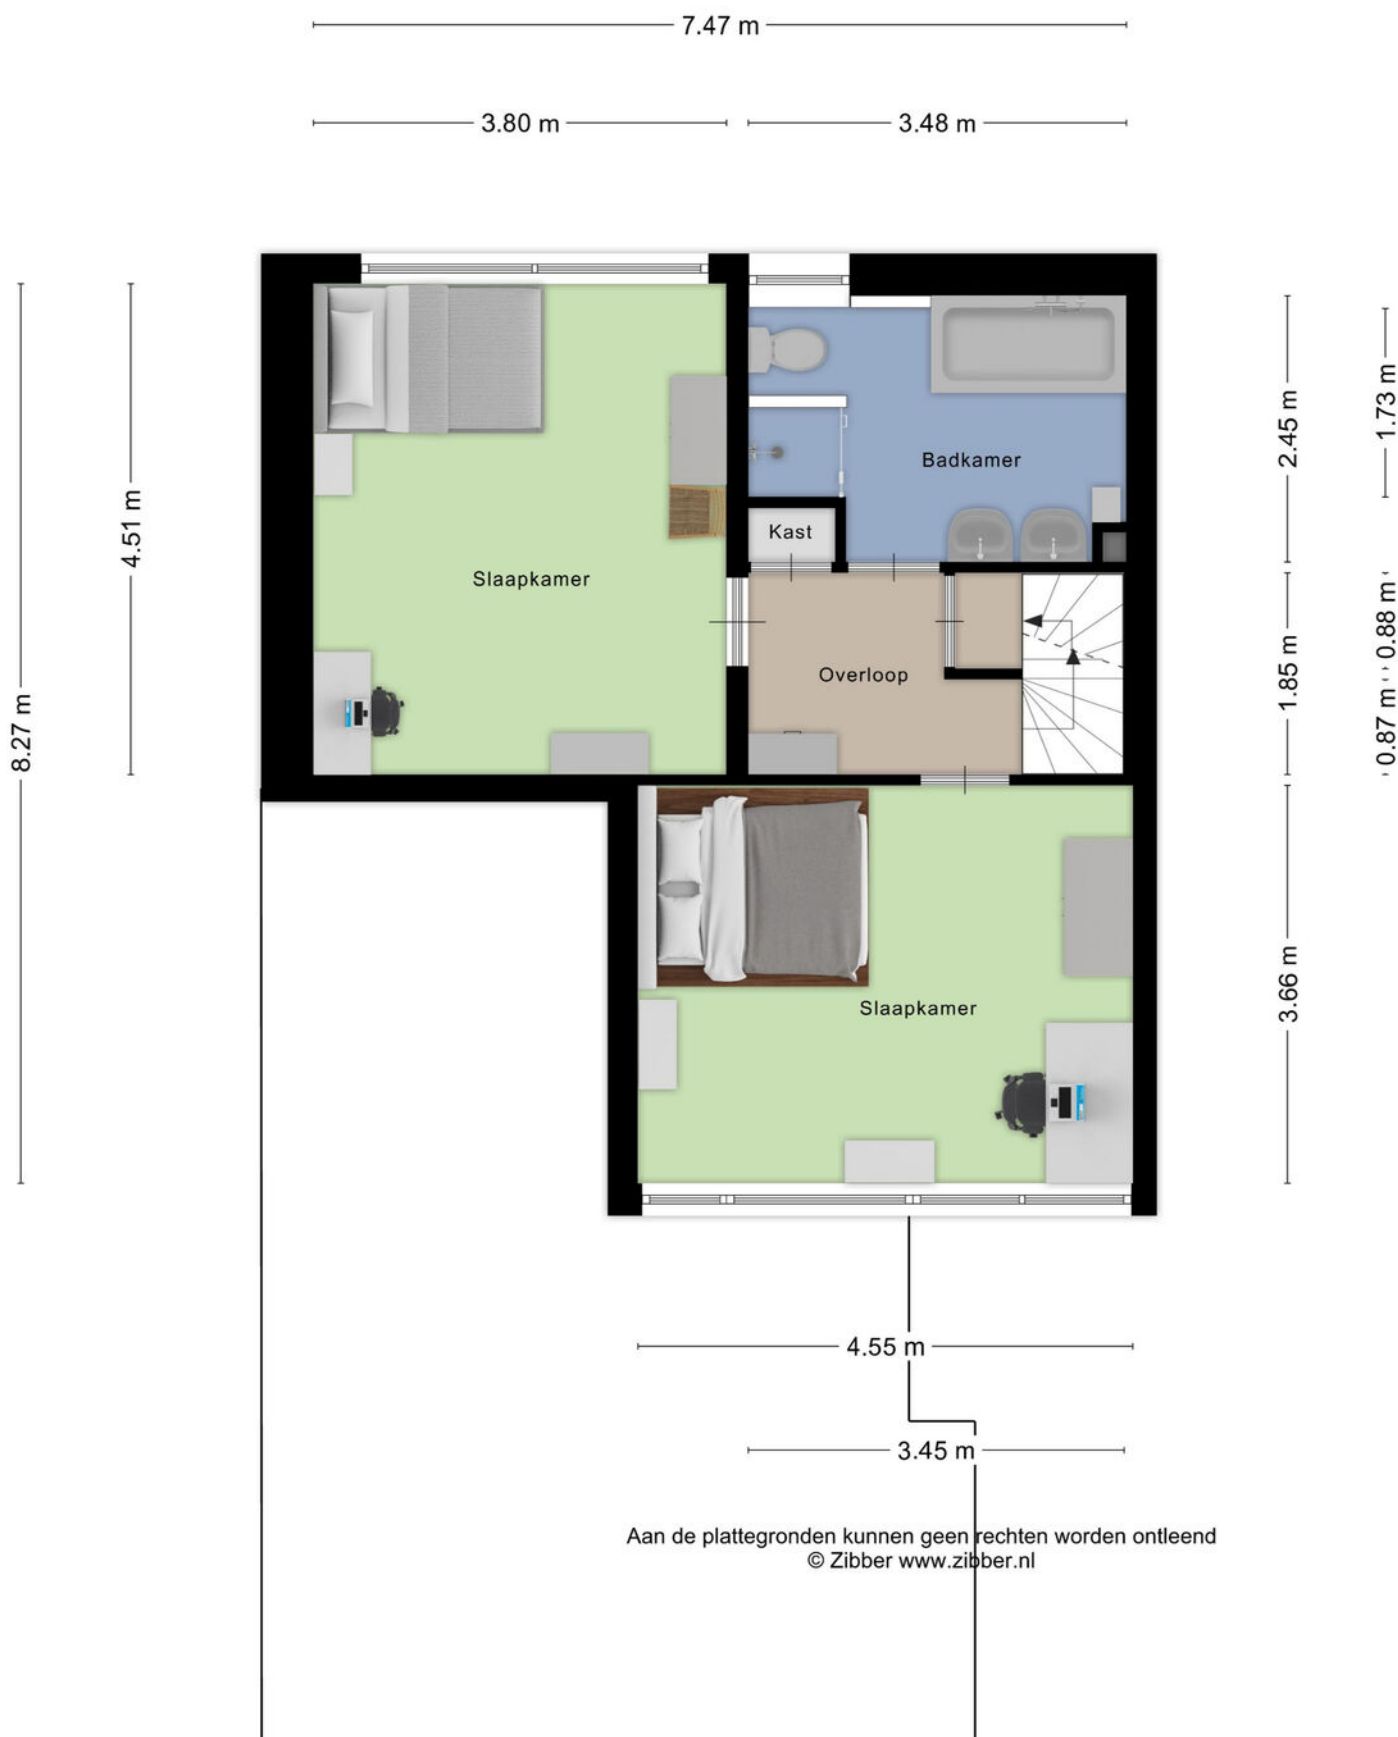 7.47 m
3.80 m
3.48 m
2.45 m
1.73 m
Badkamer
4.51 m
Kast
Slaapkamer
0.88 m
Overloop
1.85 m
8.27 m
0.87 m
3.66 m
Slaapkamer
4.55 m
3.45 m
Aan de plattegronden kunnen geen rechten worden ontleend
© Zibber www.zibber.nl